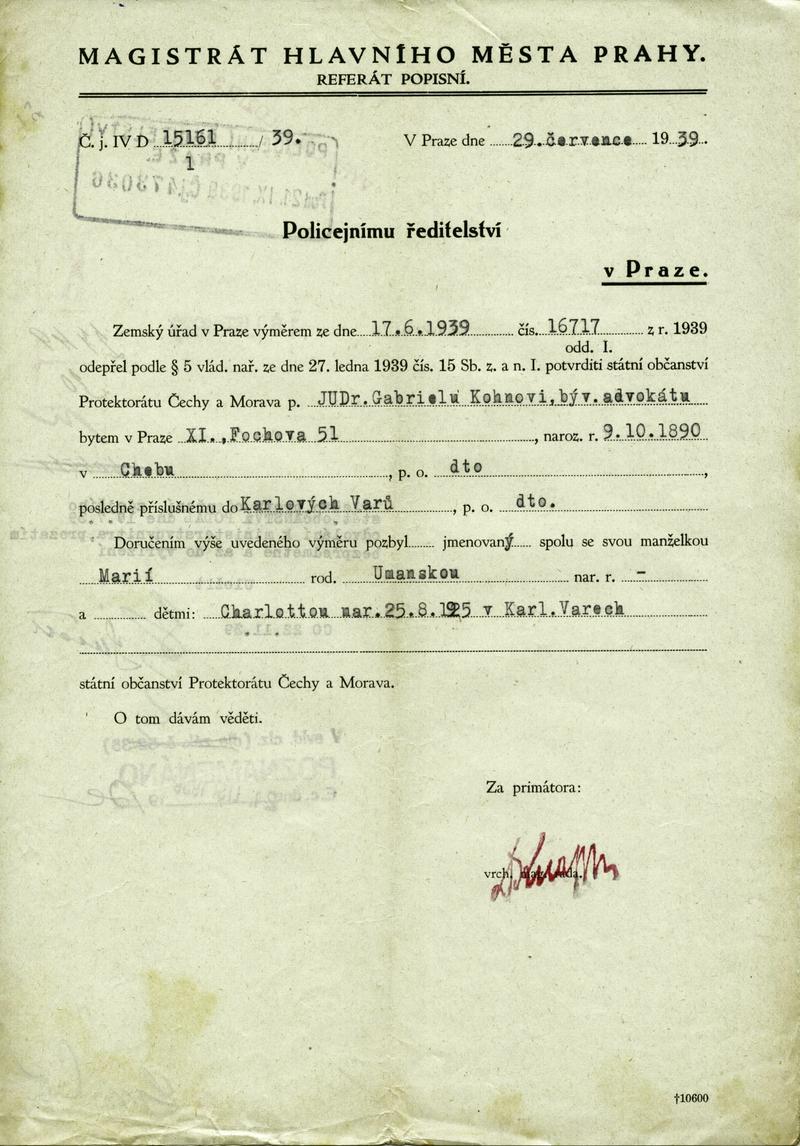 MAGISTRÁT HLAVNÍHO MĚSTA PRAHY.
REFERÁT POPISNÍ.
Č. j. IV D 15161 / 39.
1
V Praze dne 29. července 1939.
Policejnímu ředitelství
v Praze.
Zemský úřad v Praze výměrem ze dne 17.6.1939 čís. 16717 z r. 1939
odd. I.
odepřel podle § 5 vlád. nař. ze dne 27. ledna 1939 čís. 15 Sb. z. a n. I. potvrditi státní občanství
Protektorátu Čechy a Morava p. JUDr. Gabrielu Kohnovi, býv. advokátu
bytem v Praze XI., Fochova 51, naroz. r. 9.10.1890
v Chebu, p. o. dto,
posledně příslušnému do Karlových Varů, p. o. dto.
Doručením výše uvedeného výměru pozbyl jmenovaný spolu se svou manželkou
Marií rod. Umanskou nar. r. -
a dětmi: Charlottou nar. 25.8. v Karl. Varech
státní občanství Protektorátu Čechy a Morava.
O tom dávám věděti.
Za primátora:
vrch.
†10600